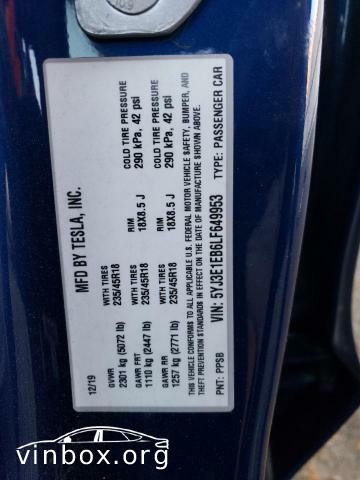 MFD BY TESLA, INC.
12/19
GVWR
2301 kg (5072 lb)
GAWR FRT
1110 kg (2447 lb)
WITH TIRES
235/45R18
RIM
18X8.5 J
COLD TIRE PRESSURE
290 kPa, 42 psi
GAWR RR
1257 kg (2771 lb)
WITH TIRES
235/45R18
RIM
18X8.5 J
COLD TIRE PRESSURE
290 kPa, 42 psi
THIS VEHICLE CONFORMS TO ALL APPLICABLE U.S. FEDERAL MOTOR VEHICLE SAFETY, BUMPER, AND
THEFT PREVENTION STANDARDS IN EFFECT ON THE DATE OF MANUFACTURE SHOWN ABOVE.
VIN: 5YJ3E1EB6LF649953
TYPE: PASSENGER CAR
PNT: PPSB
vinbox.org